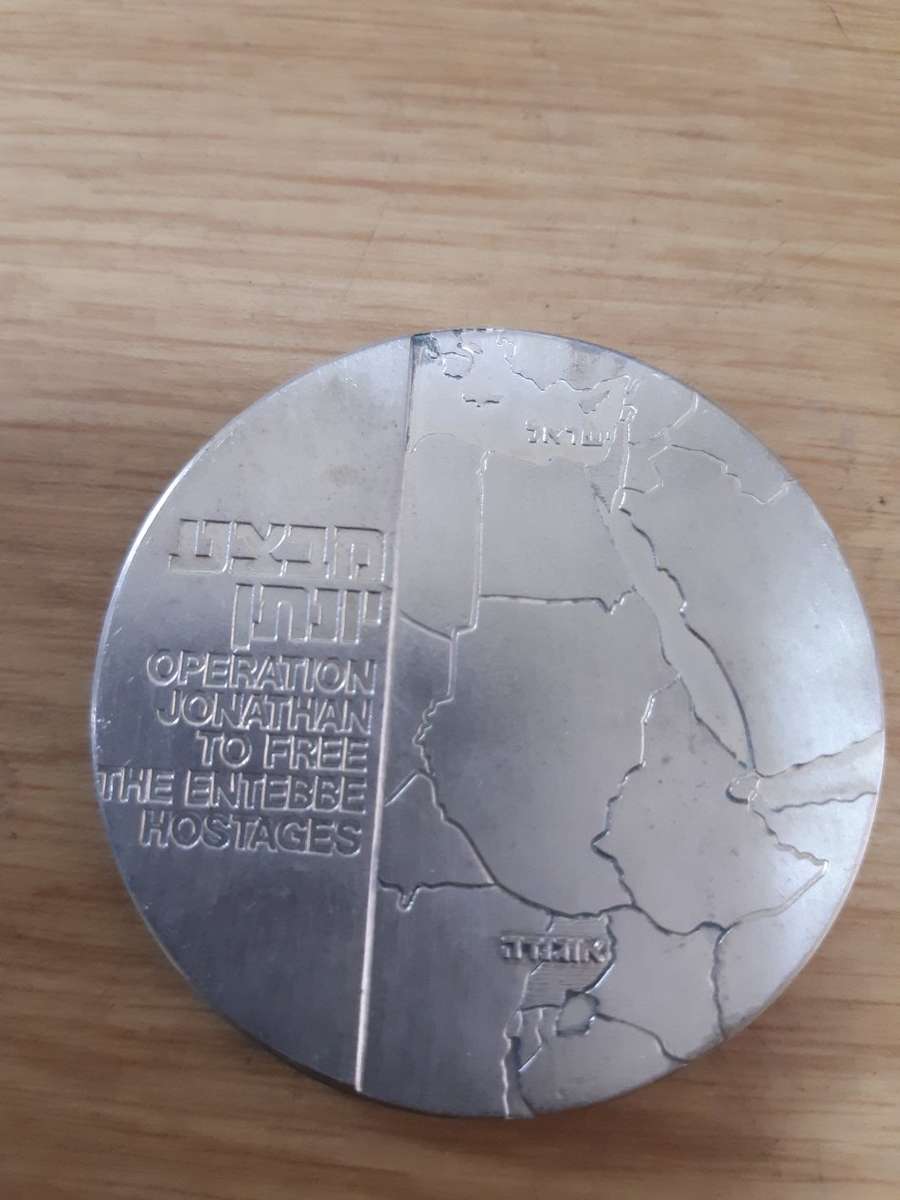 מבצע
יונתן
OPERATION
JONATHAN
TO FREE
THE ENTEBBE
HOSTAGES
ישראל
אוגנדה